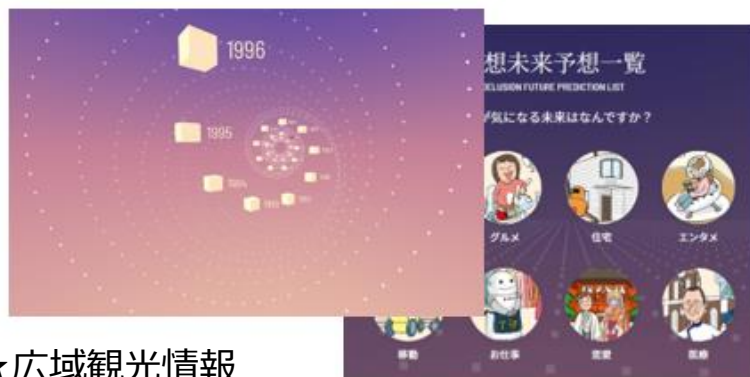 1996
1995
1994
想未来予想一覧
ELUSION FUTURE PREDICTION LIST
が気になる未来はなんですか？
グルメ
住宅
エンタメ
移動
お仕事
恋愛
医療
★広域観光情報